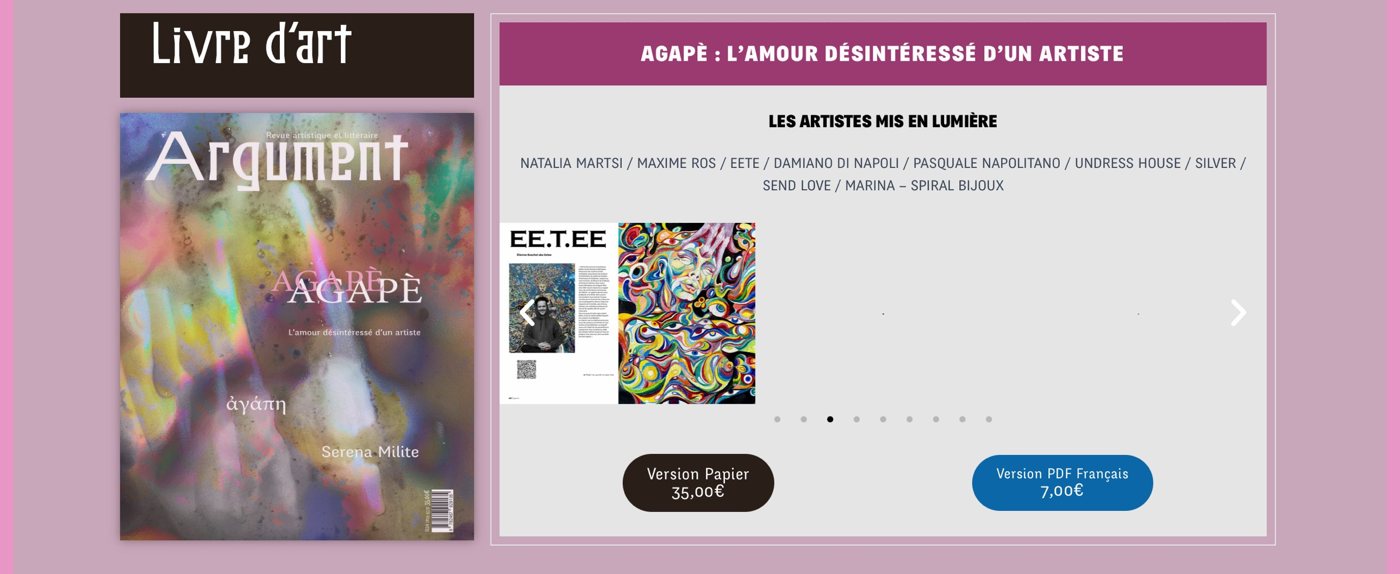 Livre d'art
Revue artistique et littéraire
Argument
AGAPÈ
AGAPÈ
L'amour désintéressé d'un artiste
ἀγάπη
Serena Milite
AGAPÈ : L'AMOUR DÉSINTÉRESSÉ D'UN ARTISTE
LES ARTISTES MIS EN LUMIÈRE
NATALIA MARTSI / MAXIME ROS / EETE / DAMIANO DI NAPOLI / PASQUALE NAPOLITANO / UNDRESS HOUSE / SILVER /
SEND LOVE / MARINA – SPIRAL BIJOUX
EE.T.EE
Version Papier
35,00€
Version PDF Français
7,00€